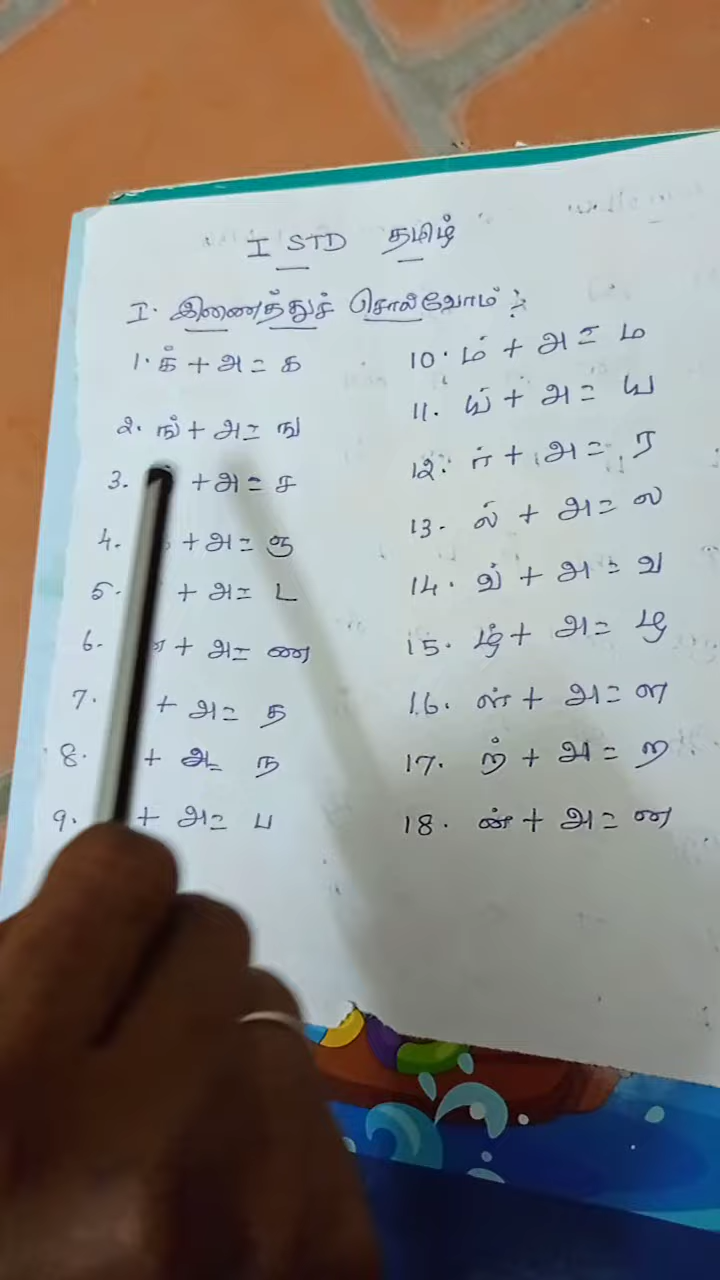 I STD தமிழ்
I. இணைத்துச் சொல்வோம் :
1. க் + அ = க
2. ங் + அ = ங
3. + அ = ச
4. + அ = ஞ
5. + அ = ட
6. + அ = ண
7. + அ = த
8. + அ = ந
9. + அ = ப
10. ம் + அ = ம
11. ய் + அ = ய
12. ர் + அ = ர
13. ல் + அ = ல
14. வ் + அ = வ
15. ழ் + அ = ழ
16. ள் + அ = ள
17. ற் + அ = ற
18. ன் + அ = ன